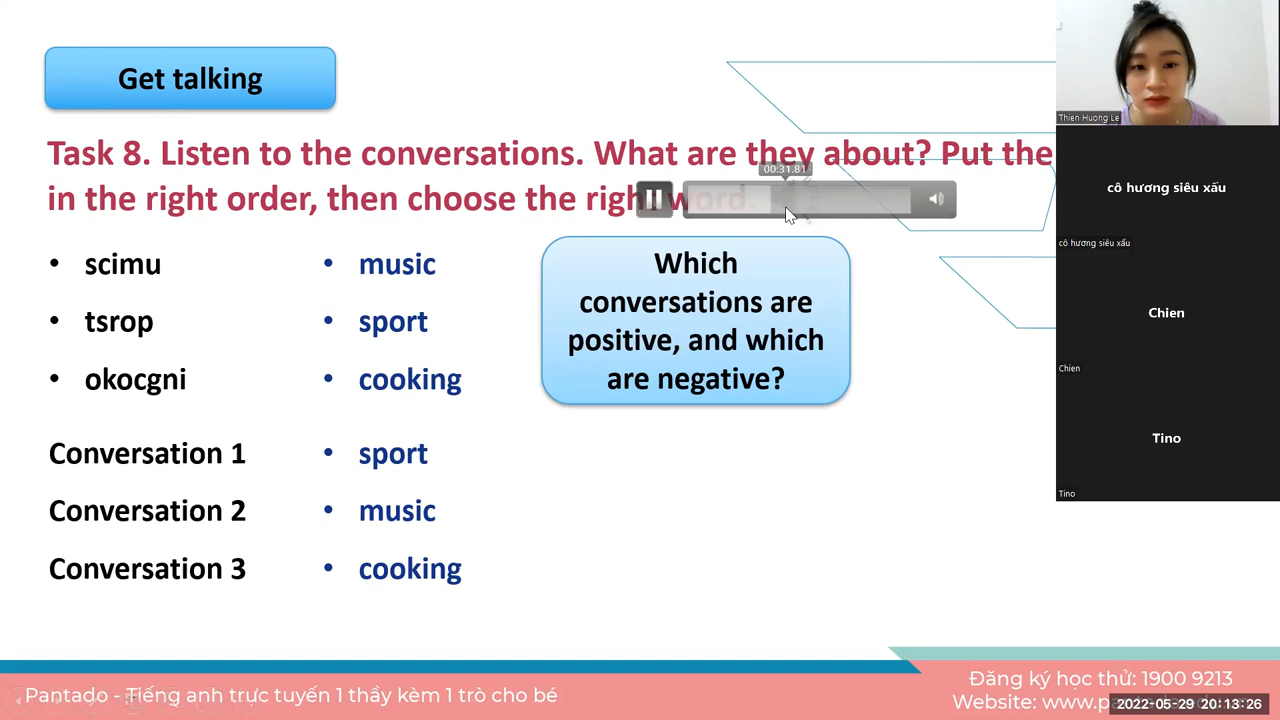 Get talking
Task 8. Listen to the conversations. What are they about? Put the
in the right order, then choose the right word.
00:31.81
• scimu
• tsrop
• okocgni
• music
• sport
• cooking
Which
conversations are
positive, and which
are negative?
Conversation 1
• sport
Conversation 2
• music
Conversation 3
• cooking
Thien Huong Le
cô hương siêu xấu
cô hương siêu xấu
Chien
Chien
Tino
Tino
Pantado - Tiếng anh trực tuyến 1 thầy kèm 1 trò cho bé
Đăng ký học thử: 1900 9213
Website: www.p
2022-05-29 20:13:26